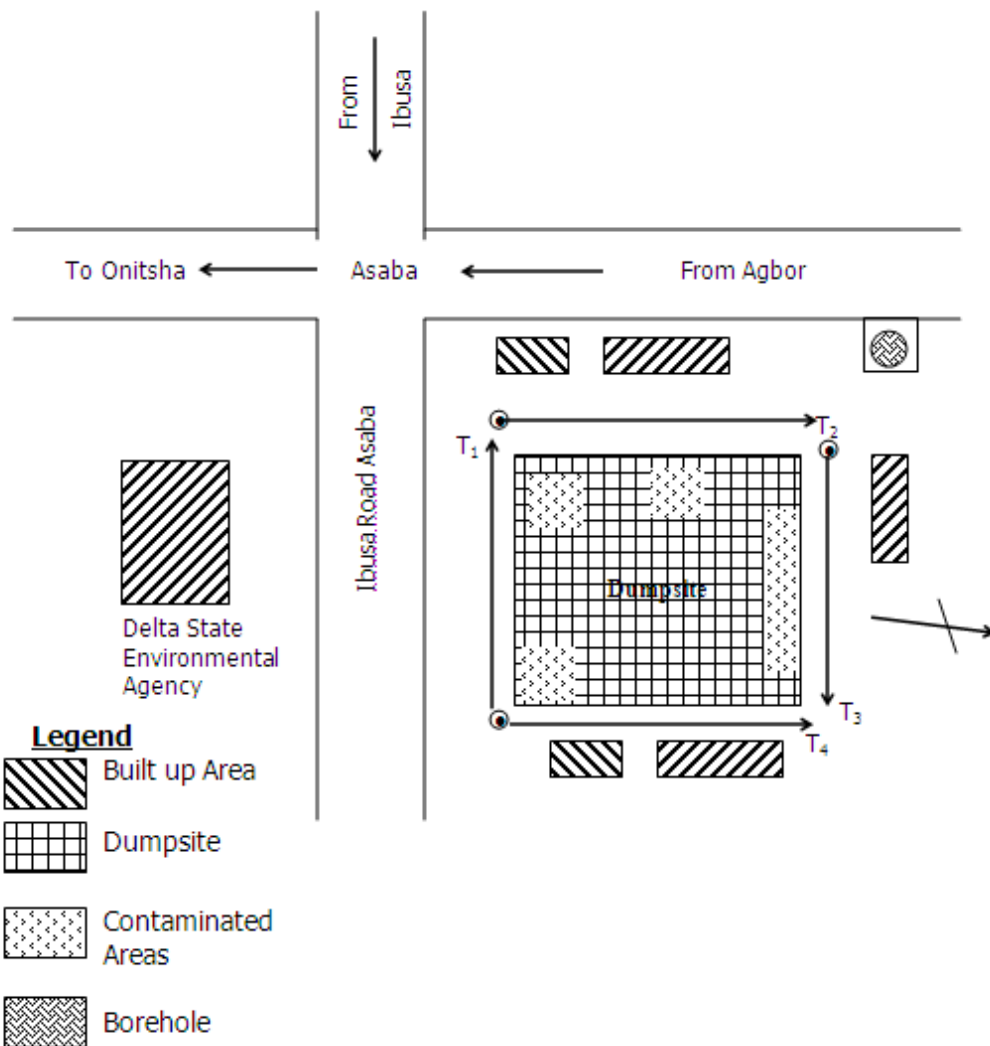 From
Ibusa
To Onitsha
Asaba
From Agbor
T₁
T₂
Ibusa Road Asaba
Dumpsite
Delta State
Environmental
Agency
T₃
T₄
Legend
Built up Area
Dumpsite
Contaminated
Areas
Borehole